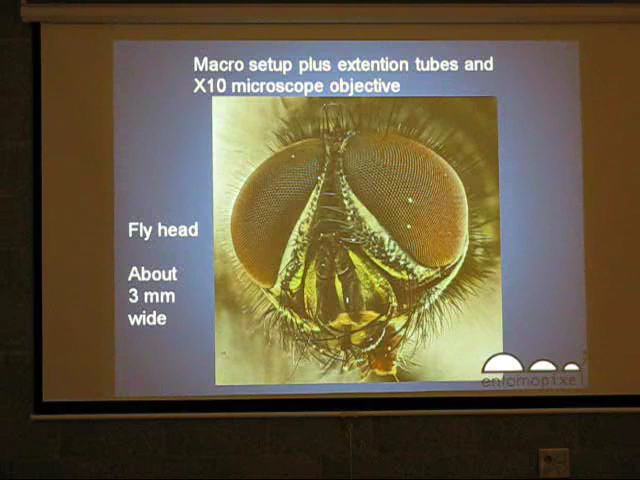 Macro setup plus extention tubes and
X10 microscope objective
Fly head
About
3 mm
wide
entomopixel